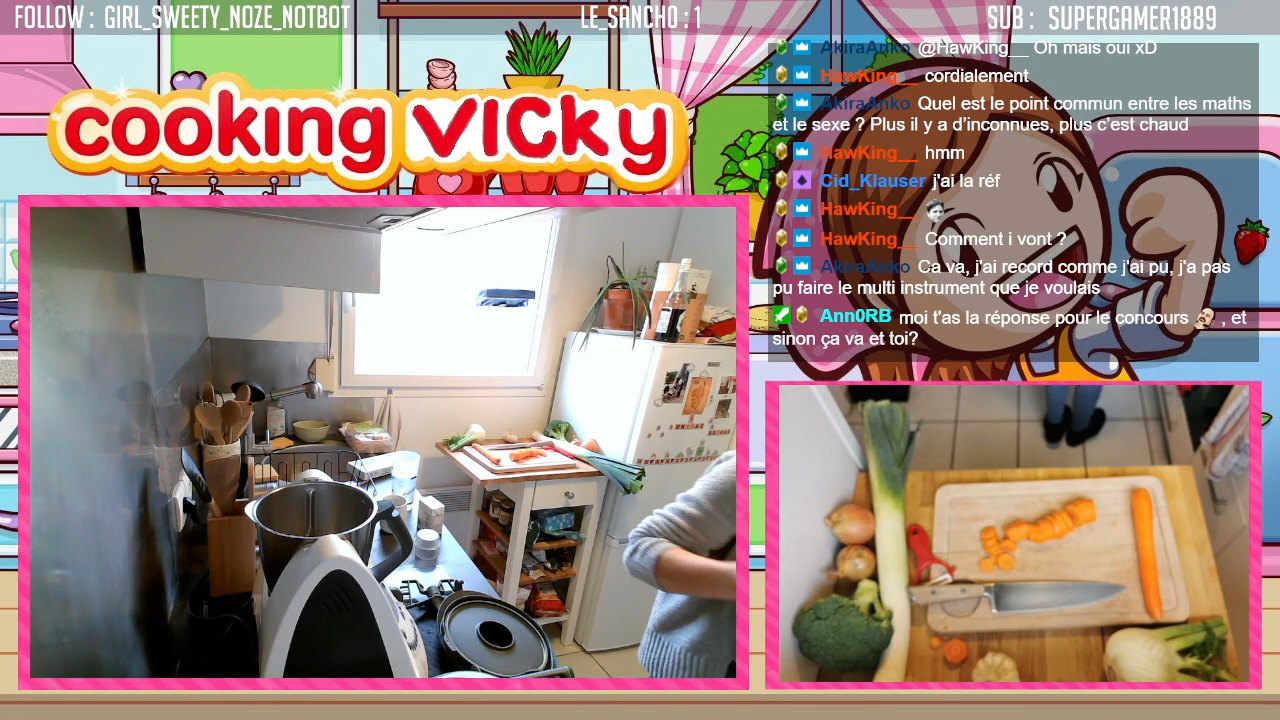 FOLLOW : GIRL_SWEETY_NOZE_NOTBOT
LE_SANCHO : 1
SUB : SUPERGAMER1889
cooking Vicky
AkiraAnko @HawKing__ Oh mais oui xD
HawKing__ cordialement
AkiraAnko Quel est le point commun entre les maths
et le sexe ? Plus il y a d'inconnues, plus c'est chaud
HawKing__ hmm
Cid_Klauser j'ai la réf
HawKing__
HawKing__ Comment i vont ?
AkiraAnko Ca va, j'ai record comme j'ai pu, j'a pas
pu faire le multi instrument que je voulais
Ann0RB moi t'as la réponse pour le concours , et
sinon ça va et toi?